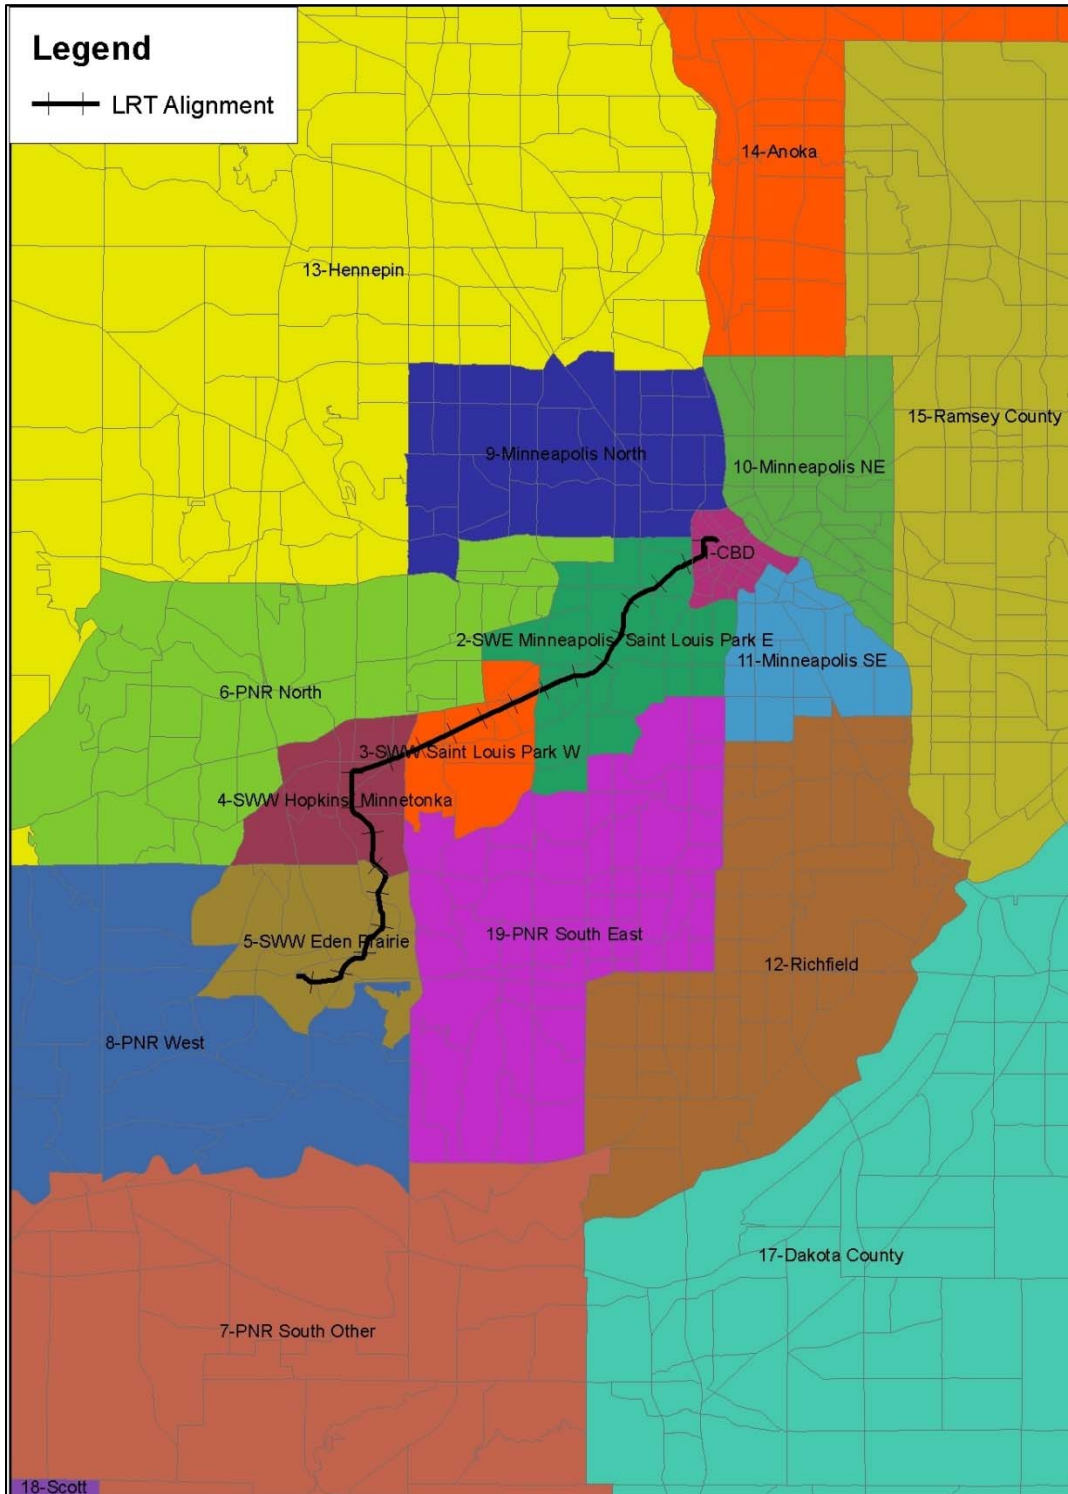 Legend
LRT Alignment
14-Anoka
13-Hennepin
15-Ramsey County
9-Minneapolis North
10-Minneapolis NE
-CBD
2-SWE Minneapolis Saint Louis Park E
11-Minneapolis SE
6-PNR North
3-SWW Saint Louis Park W
4-SWW Hopkins Minnetonka
19-PNR South East
5-SWW Eden Prairie
12-Richfield
8-PNR West
17-Dakota County
7-PNR South Other
18-Scott